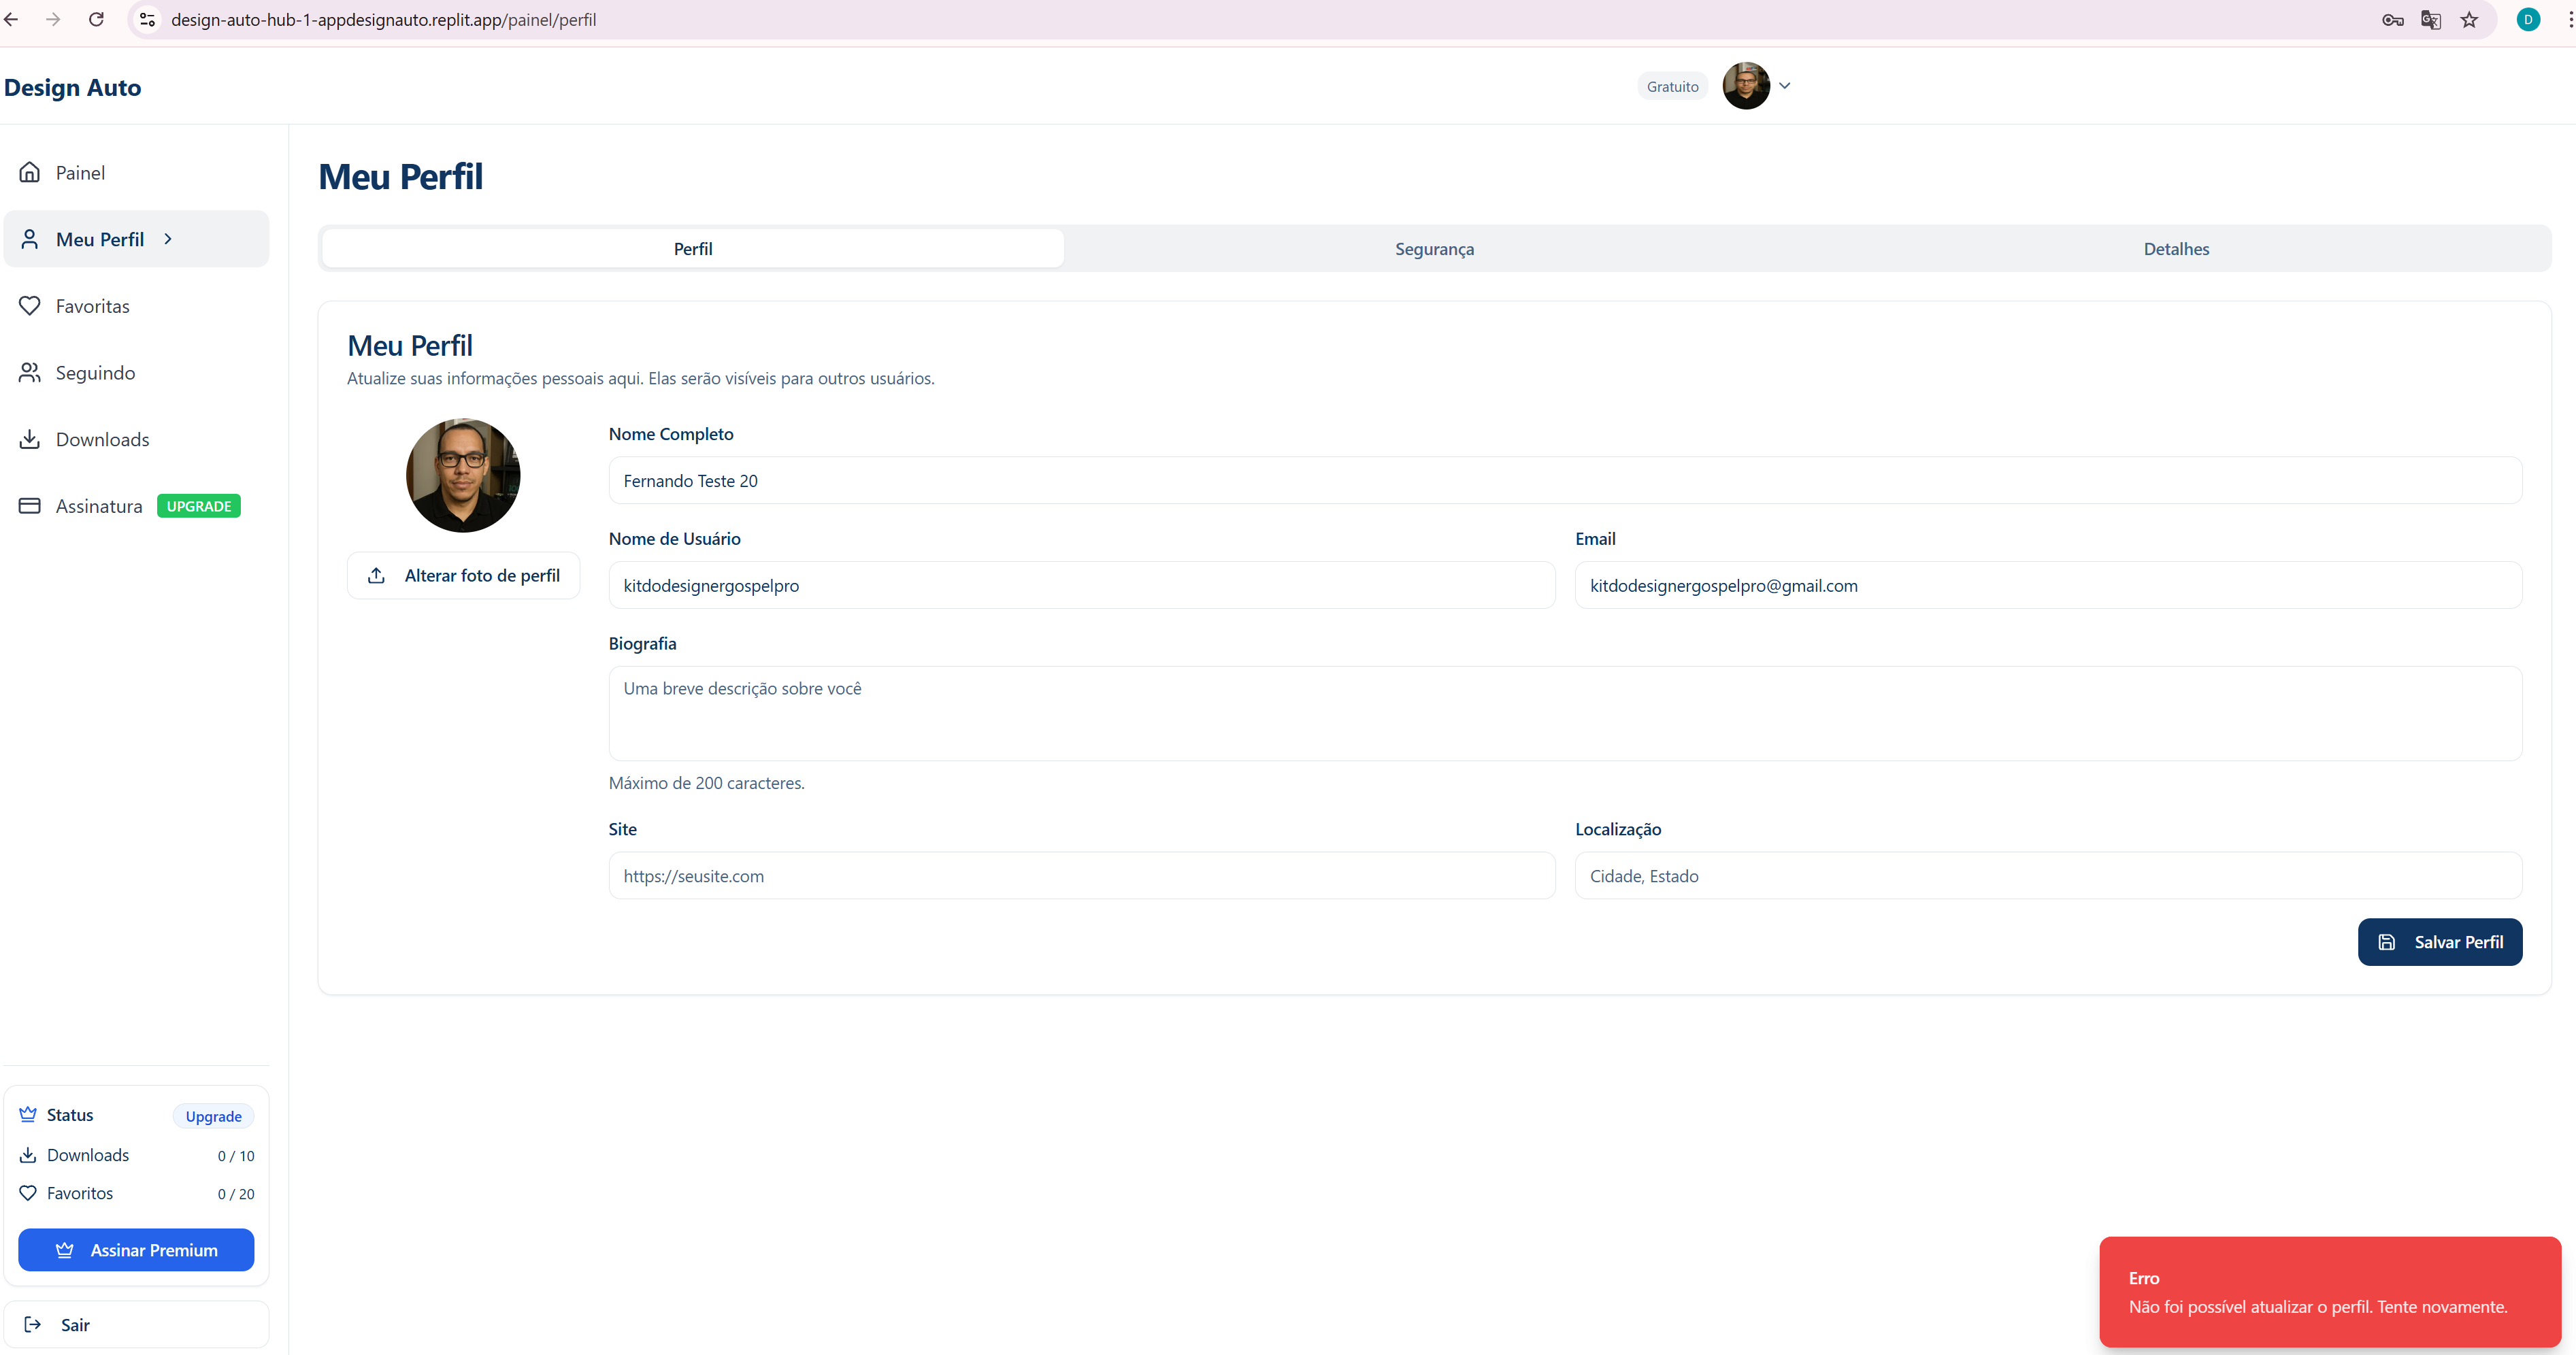 design-auto-hub-1-appdesignauto.replit.app/painel/perfil
D
Design Auto
Gratuito
Painel
Meu Perfil
Favoritas
Seguindo
Downloads
Assinatura UPGRADE
Meu Perfil
Perfil Segurança Detalhes
Meu Perfil
Atualize suas informações pessoais aqui. Elas serão visíveis para outros usuários.
Alterar foto de perfil
Nome Completo
Fernando Teste 20
Nome de Usuário Email
kitdodesignergospelpro kitdodesignergospelpro@gmail.com
Biografia
Uma breve descrição sobre você
Máximo de 200 caracteres.
Site Localização
https://seusite.com Cidade, Estado
Salvar Perfil
Status Upgrade
Downloads 0 / 10
Favoritos 0 / 20
Assinar Premium
Sair
Erro
Não foi possível atualizar o perfil. Tente novamente.